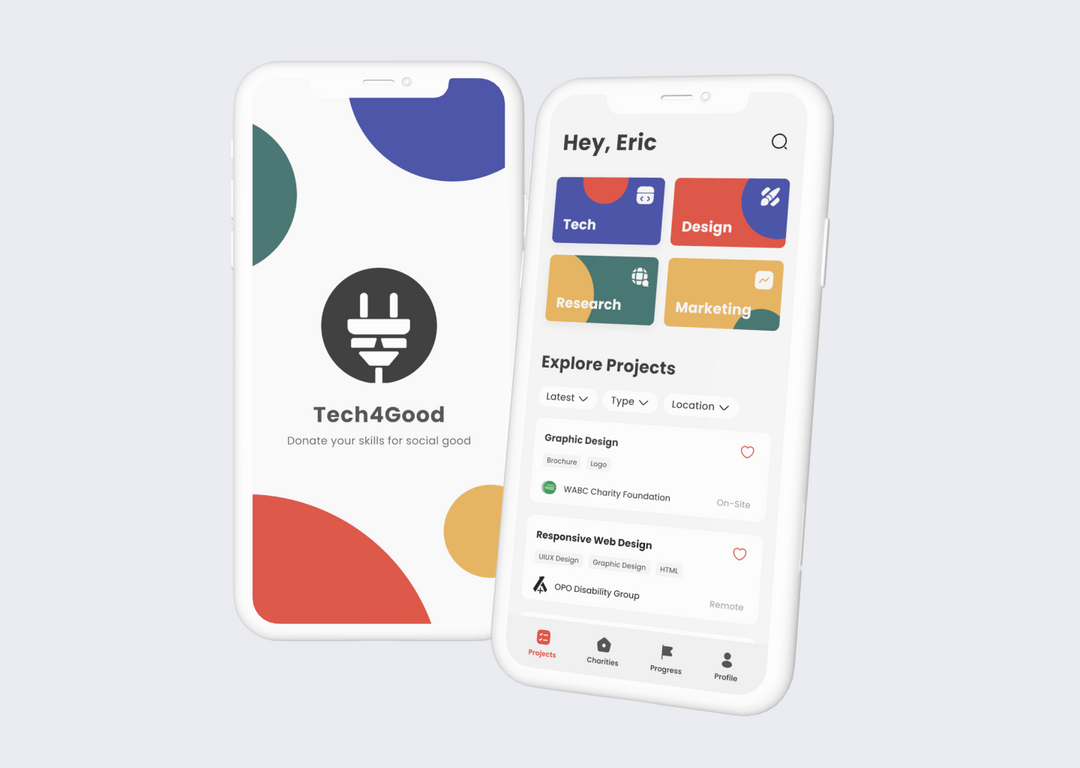 Tech4Good
Donate your skills for social good
Hey, Eric
Tech
Design
Research
Marketing
Explore Projects
Latest
Type
Location
Graphic Design
Brochure
Logo
WABC Charity Foundation
On-Site
Responsive Web Design
UIUX Design
Graphic Design
HTML
OPO Disability Group
Remote
Projects
Charities
Progress
Profile